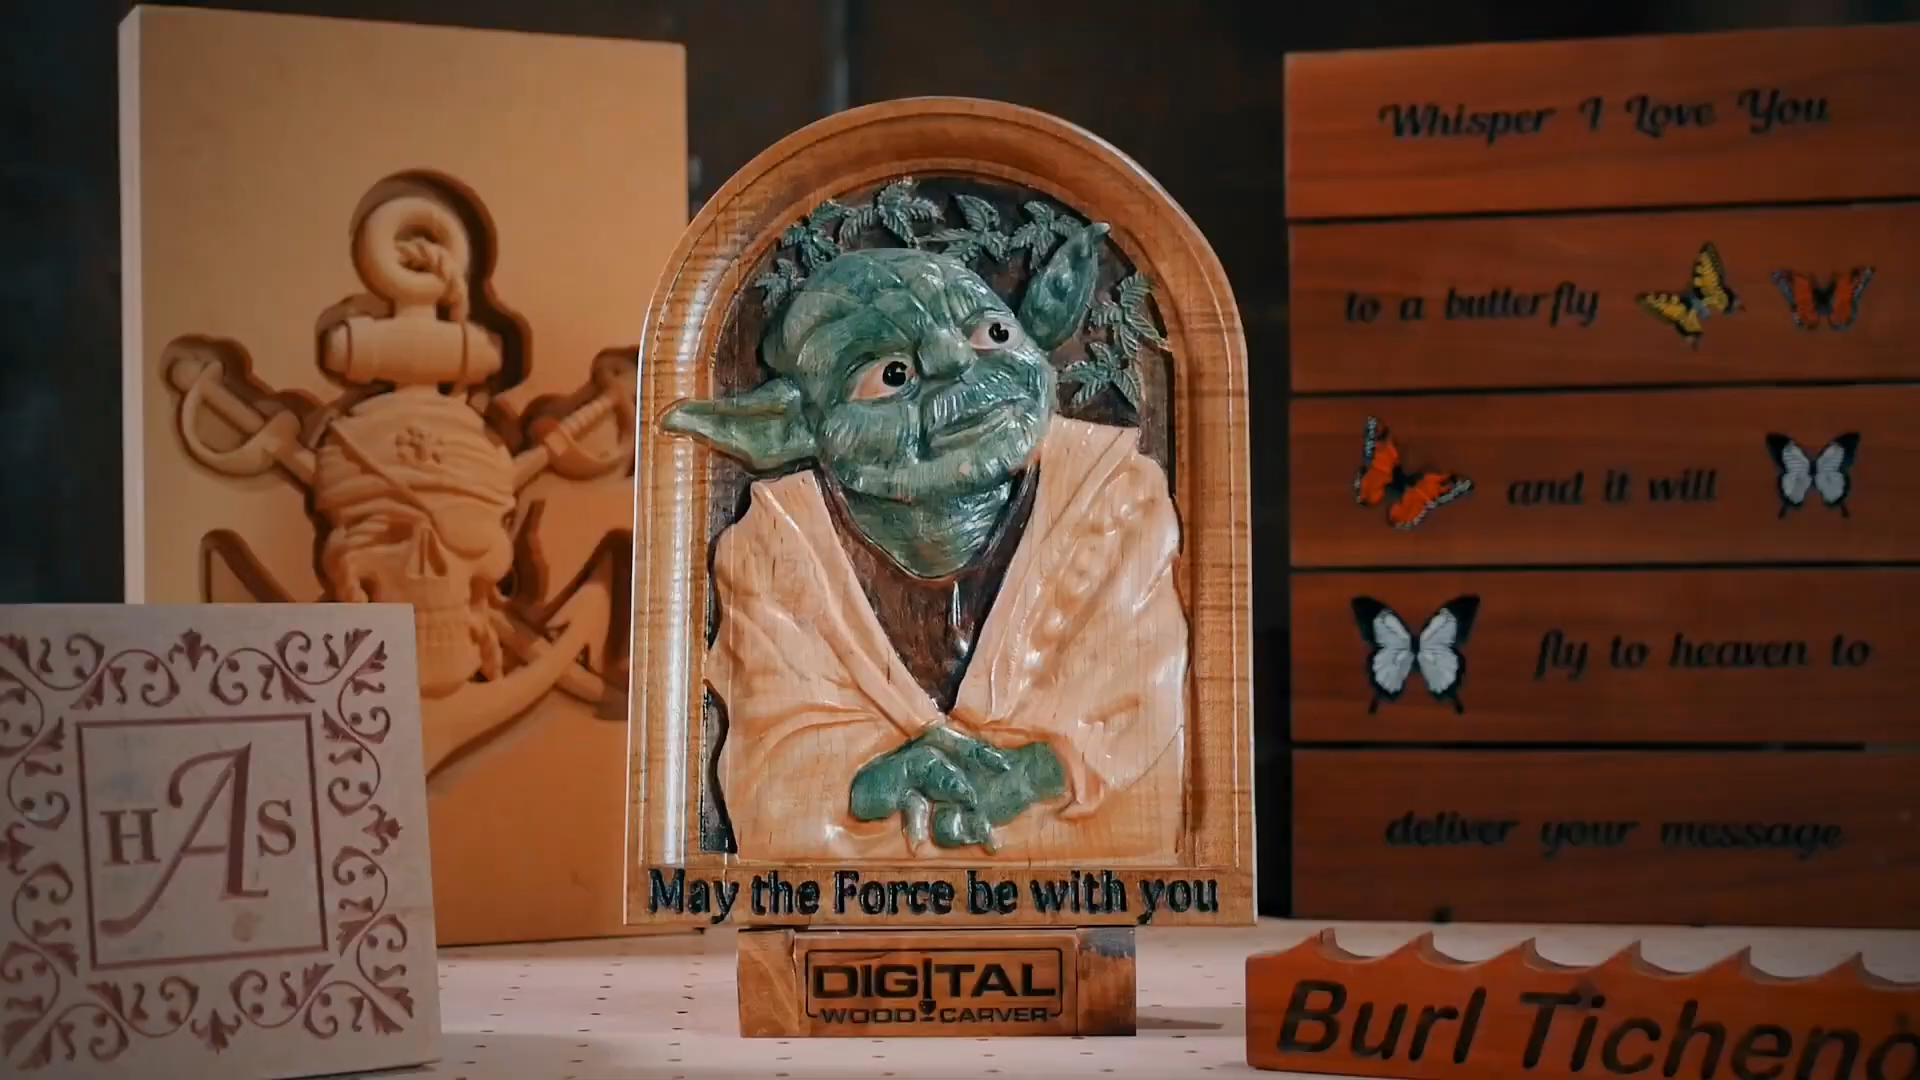 Whisper I Love You
to a butterfly
and it will
fly to heaven to
deliver your message
HAS
May the Force be with you
DIGITAL
WOOD CARVER
Burl